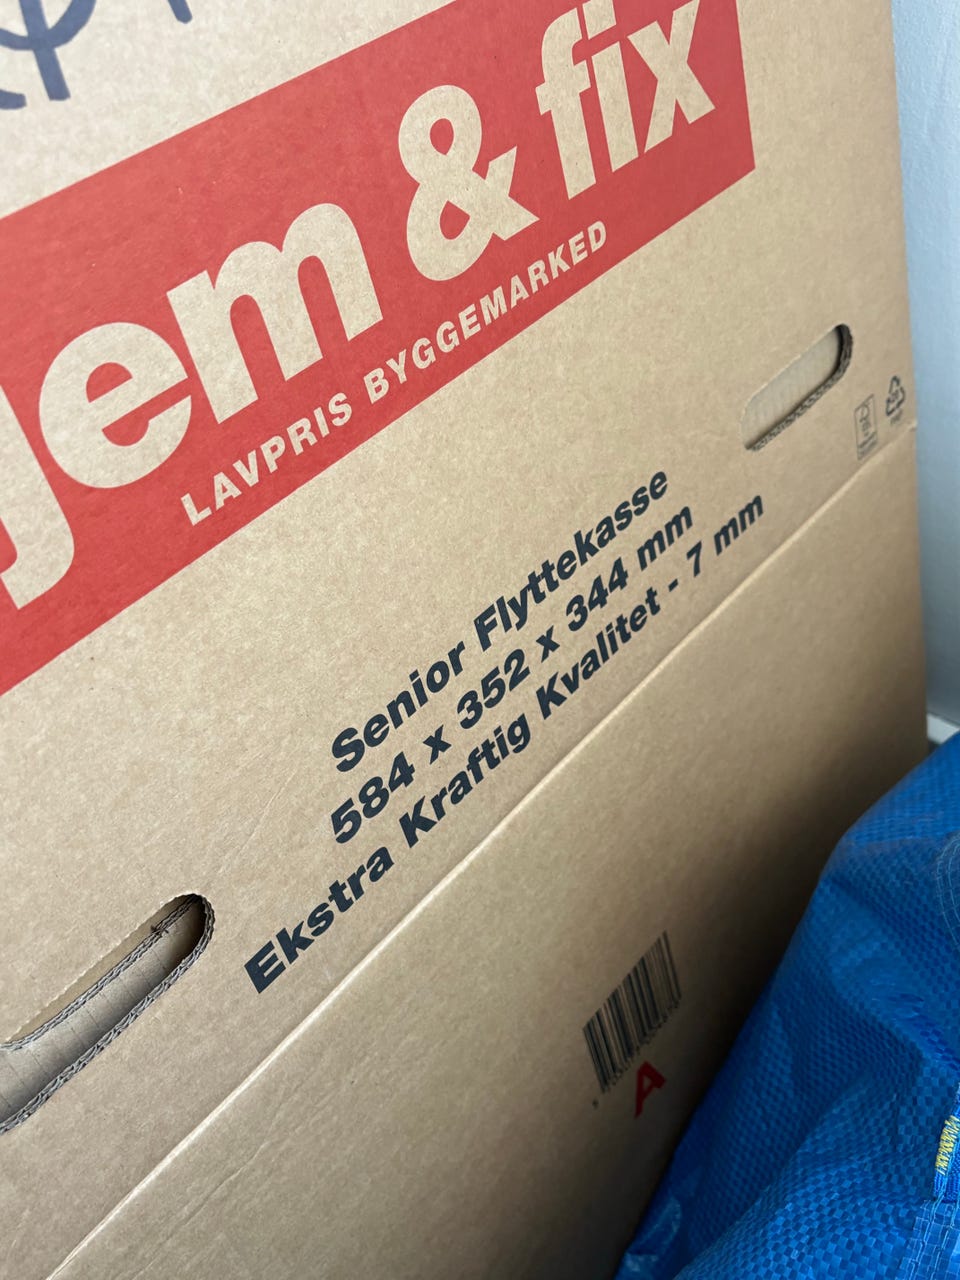 jem & fix
LAVPRIS BYGGEMARKED
Senior Flyttekasse
584 x 352 x 344 mm
Ekstra Kraftig Kvalitet - 7 mm
A